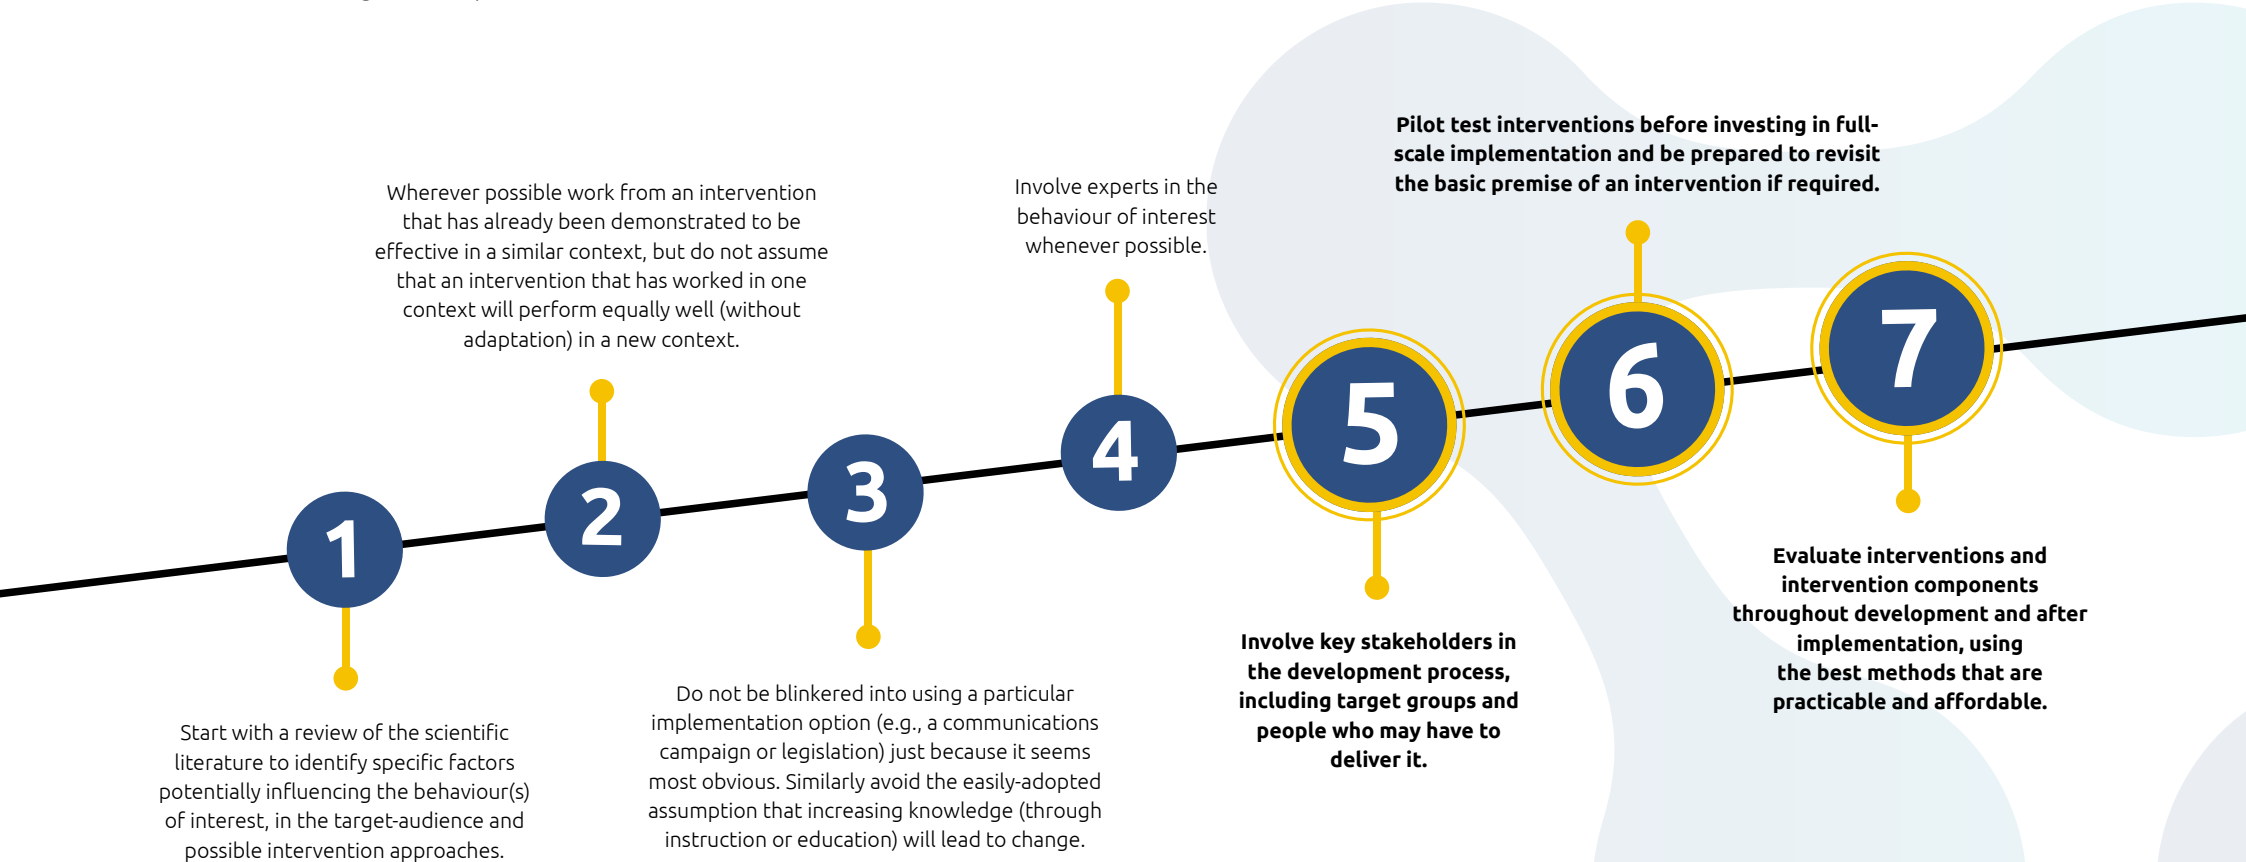 1
Start with a review of the scientific
literature to identify specific factors
potentially influencing the behaviour(s)
of interest, in the target-audience and
possible intervention approaches.
Wherever possible work from an intervention
that has already been demonstrated to be
effective in a similar context, but do not assume
that an intervention that has worked in one
context will perform equally well (without
adaptation) in a new context.
2
3
Do not be blinkered into using a particular
implementation option (e.g., a communications
campaign or legislation) just because it seems
most obvious. Similarly avoid the easily-adopted
assumption that increasing knowledge (through
instruction or education) will lead to change.
Involve experts in the
behaviour of interest
whenever possible.
4
5
Involve key stakeholders in
the development process,
including target groups and
people who may have to
deliver it.
Pilot test interventions before investing in full-
scale implementation and be prepared to revisit
the basic premise of an intervention if required.
6
7
Evaluate interventions and
intervention components
throughout development and after
implementation, using
the best methods that are
practicable and affordable.